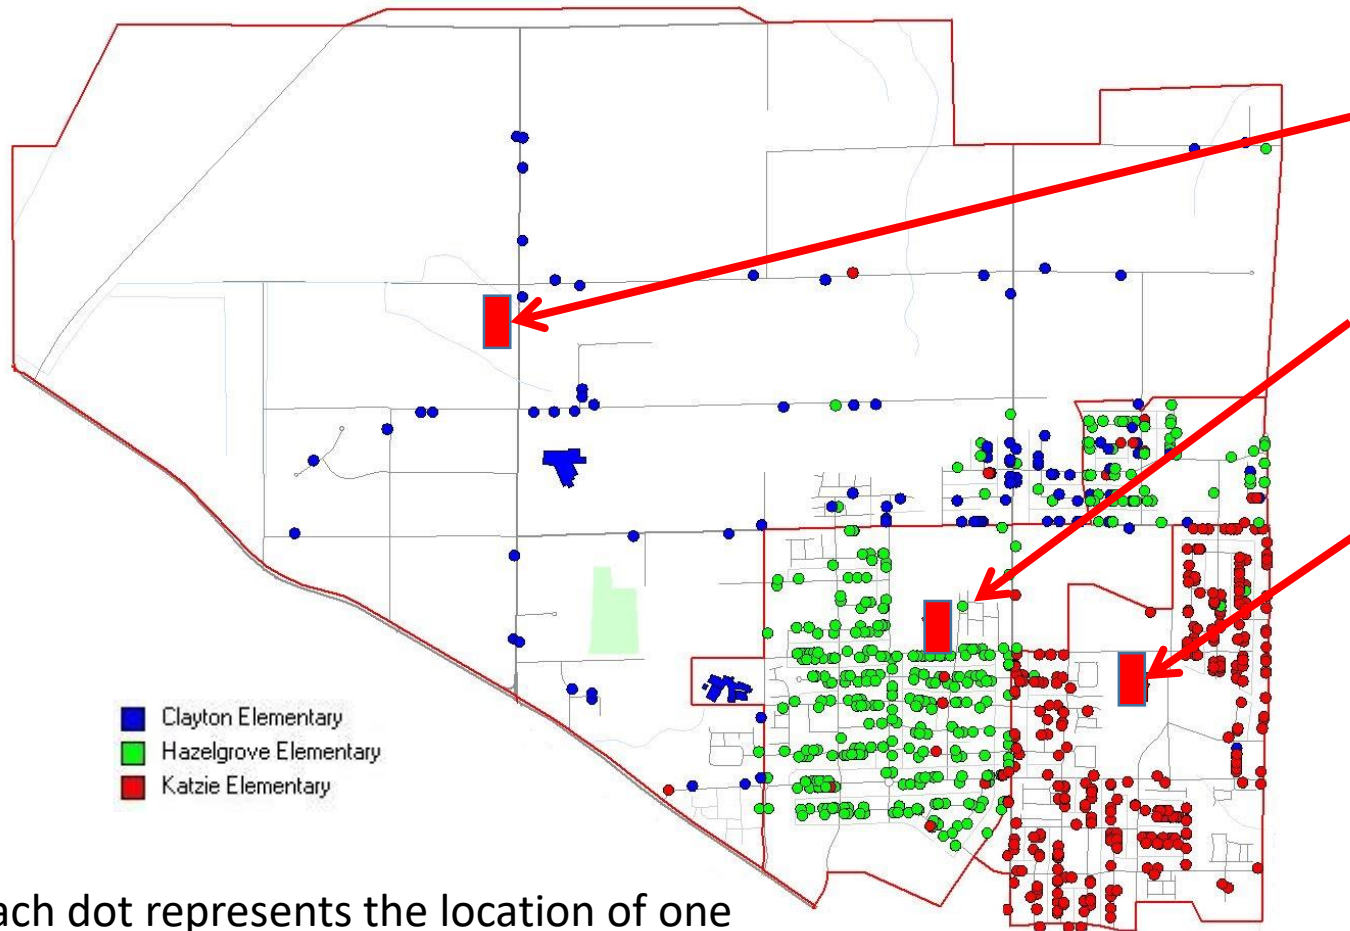 Clayton Elementary
Hazelgrove Elementary
Katzie Elementary
ach dot represents the location of one